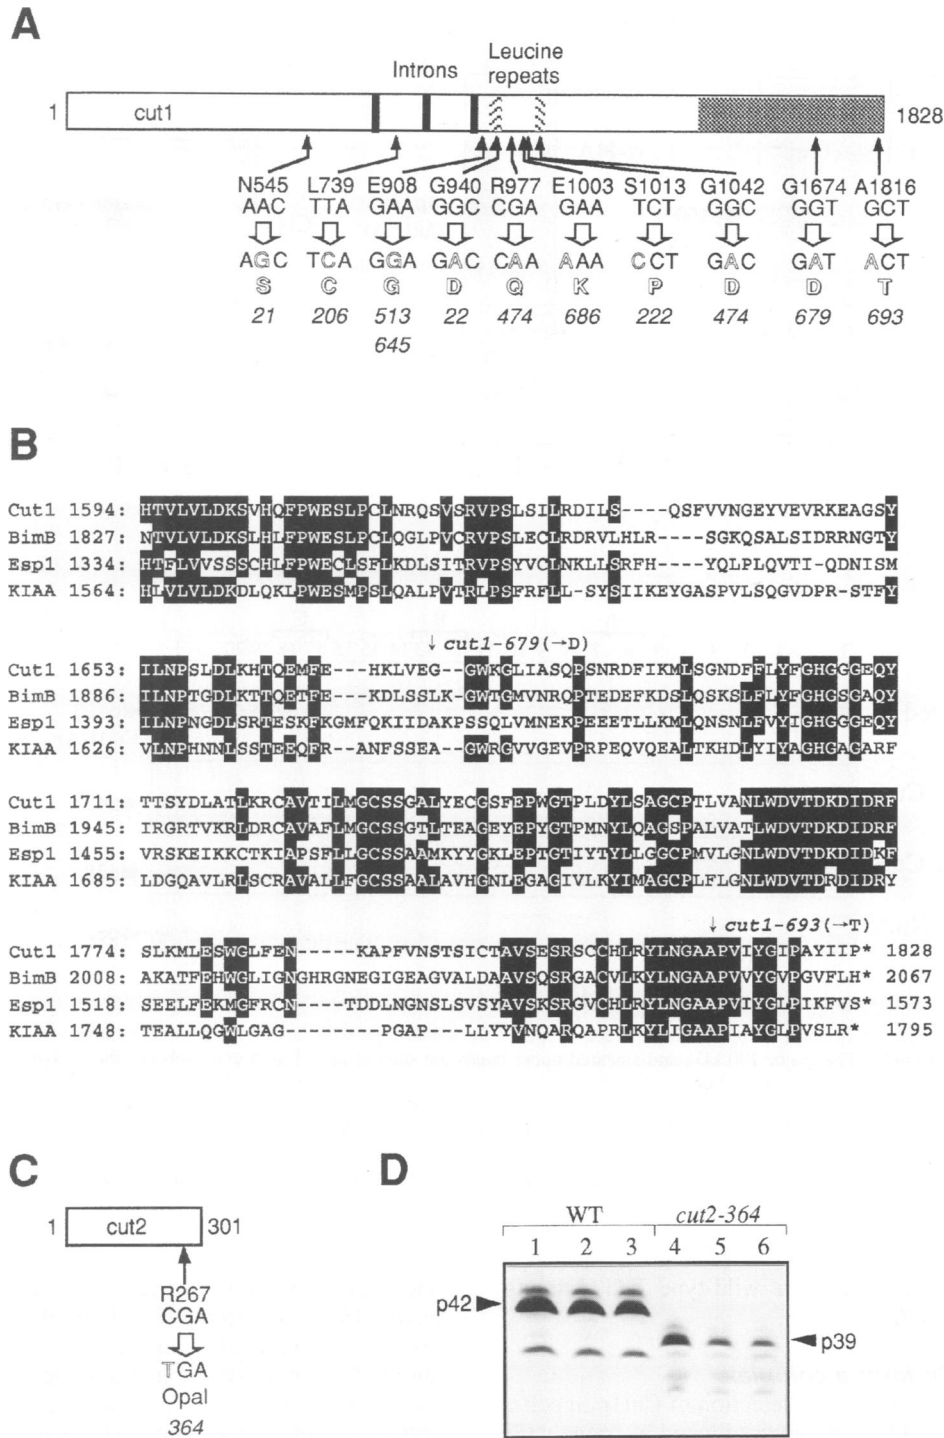 A
Leucine
Introns repeats
1 cut1 1828
N545 L739 E908 G940 R977 E1003 S1013 G1042 G1674 A1816
AAC TTA GAA GGC CGA GAA TCT GGC GGT GCT
AGC TCA GGA GAC CAA AAA CCT GAC GAT ACT
S C G D Q K P D D T
21 206 513 22 474 686 222 474 679 693
645
B
Cut1 1594: HTVLVLDKSVHQFPWESLPCLNRQSVSRVPSLSILRDILS----QSFVVNGEYVEVRKEAGSY
BimB 1827: NTVLVLDKSLHLFPWESLPCLQGLPVCRVPSLECLRDRVLHLR----SGKQSALSIDRRNGTY
Esp1 1334: HTFLVVSSSCHLFPWECLSFLKDLSITRVPSYVCLNKLLSRFH----YQLPLQVTI-QDNISM
KIAA 1564: HLVLVLDKDLQKLPWESMPSLQALPVTRLPSFRFLL-SYSIIKEYGASPVLSQGVDPR-STFY
↓ cut1-679(→D)
Cut1 1653: ILNPSLDLKHTQEMFE---HKLVEG--GWKGLIASQPSNRDFIKMLSGNDFFLYFGHGGGEQY
BimB 1886: ILNPTGDLKTTQETFE---KDLSSLK-GWTGMVNRQPTEDEFKDSLQSKSLFLYFGHGSGAQY
Esp1 1393: ILNPNGDLSRTESKFKGMFQKIIDAKPSSQLVMNEKPEEETLLKMLQNSNLFVYIGHGGGEQY
KIAA 1626: VLNPHNNLSSTEEQFR---ANFSSEA-GWRGVVGEVPRPEQVQEALTKHDLYIYAGHGAGARF
Cut1 1711: TTSYDLATLKRCAVTILMGCSSGALYECGSFEPWGTPLDYLSAGCPTLVANLWDVTDKDIDRF
BimB 1945: IRGRTVKRLDRCAVAFLMGCSSGTLTEAGEYEPYGTPMNYLQAGSPALVATLWDVTDKDIDRF
Esp1 1455: VRSKEIKKCTKIAPSFLLGCSSAAMKYYGKLEPTGTIYTYLLGGCPMVLGNLWDVTDKDIDKF
KIAA 1685: LDGQAVLRLSCRAVALLFGCSSAALAVHGNLEGAGIVLKYIMAGCPLFLGNLWDVTDRDIDRY
↓ cut1-693(→T)
Cut1 1774: SLKMLESWGLFEN----KAPFVNSTSICTAVSESRSCCHLRYLNGAAPVIYGIPAYIIP* 1828
BimB 2008: AKATFEHWGLIGNGHRGNEGIGEAGVALDAAVSQSRGACVLKYLNGAAPVIYGVPGVFLH* 2067
Esp1 1518: SEELFEKMGFRCN----TDDLNGNSLSVSYAVSKSRGVCHLRYLNGAAPVIYGLPIKFVS* 1573
KIAA 1748: TEALLQGWLGAG--------PGAP---LLYYVNQARQAPRLKYLIGAAPIAYGLPVSLR* 1795
C
1 cut2 301
R267
CGA
TGA
Opal
364
D
WT cut2-364
1 2 3 4 5 6
p42
p39